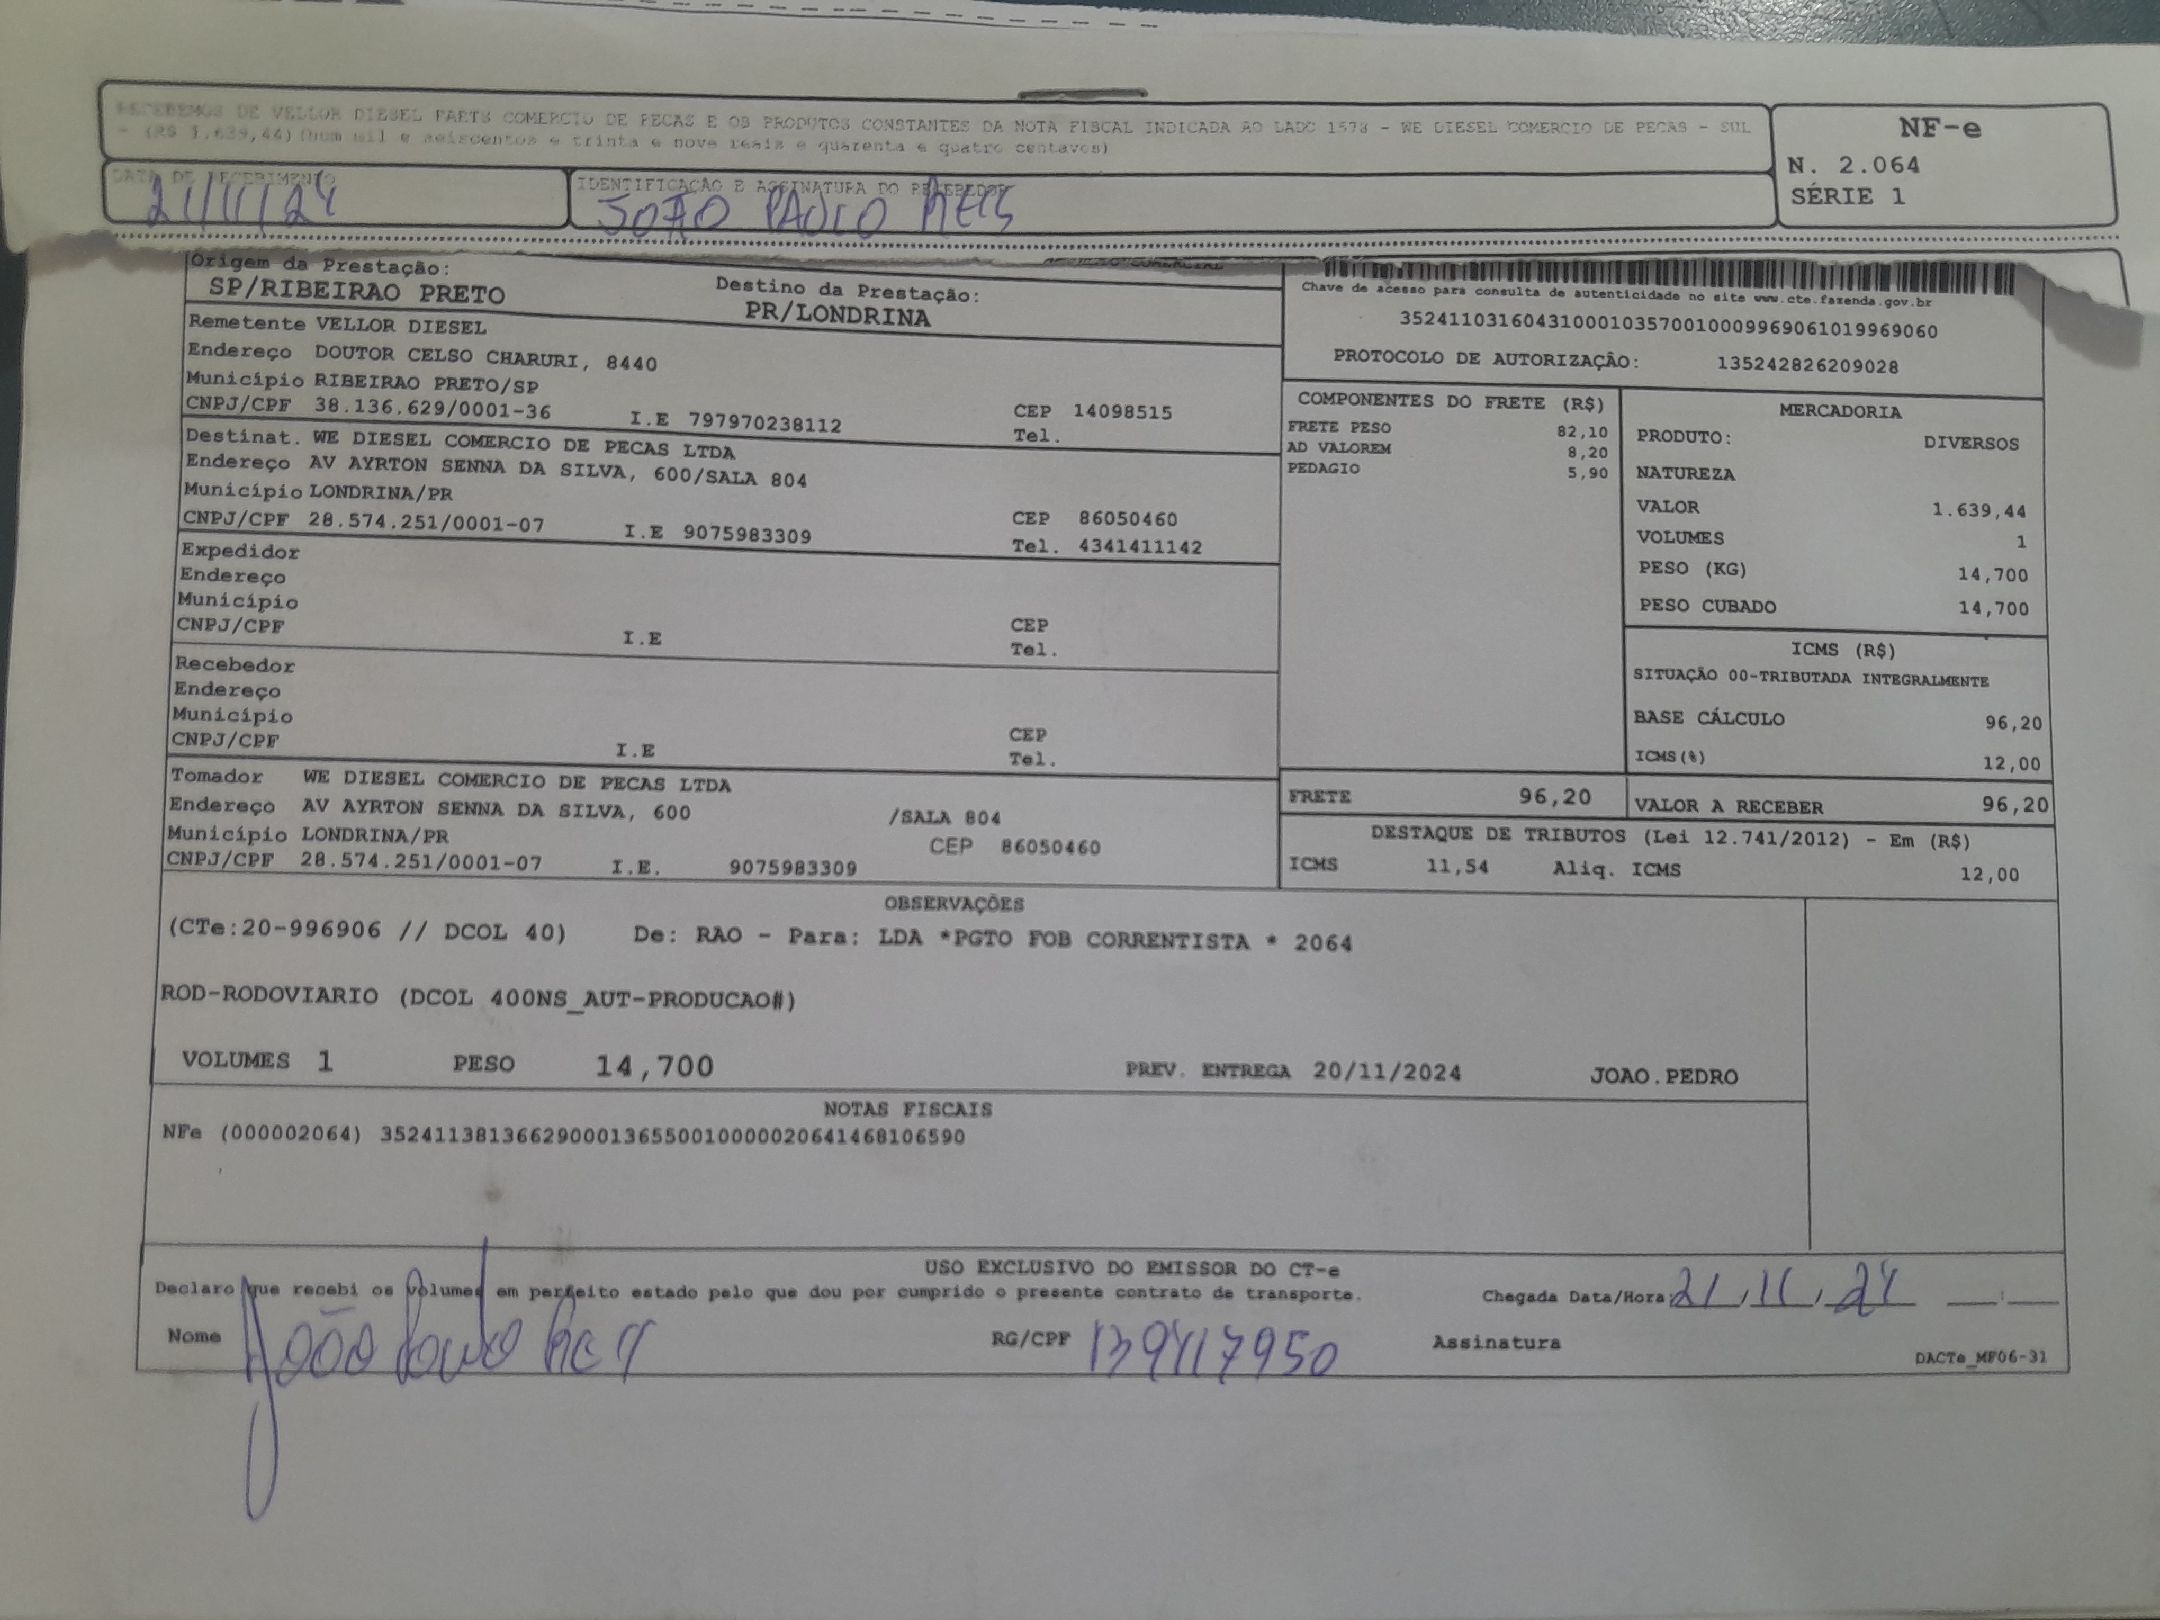 RECEBEMOS DE VELLOR DIESEL PARTS COMERCIO DE PECAS E OS PRODUTOS CONSTANTES DA NOTA FISCAL INDICADA AO LADO 1578 - WE DIESEL COMERCIO DE PECAS - SUL
- (R$ 1.639,44) (hum mil e seiscentos e trinta e nove reais e quarenta e quatro centavos)
NF-e
N. 2.064
SÉRIE 1
DATA DE RECEBIMENTO
21/11/24
IDENTIFICAÇÃO E ASSINATURA DO RECEBEDOR
JOÃO PAULO REIS
Origem da Prestação:
SP/RIBEIRAO PRETO
Destino da Prestação:
PR/LONDRINA
Chave de acesso para consulta de autenticidade no site www.cte.fazenda.gov.br
35241103160431000103570010009969061019969060
PROTOCOLO DE AUTORIZAÇÃO: 135242826209028
Remetente VELLOR DIESEL
Endereço DOUTOR CELSO CHARURI, 8440
Município RIBEIRAO PRETO/SP
CNPJ/CPF 38.136.629/0001-36 I.E 797970238112 CEP 14098515
Tel.
Destinat. WE DIESEL COMERCIO DE PECAS LTDA
Endereço AV AYRTON SENNA DA SILVA, 600/SALA 804
Município LONDRINA/PR
CNPJ/CPF 28.574.251/0001-07 I.E 9075983309 CEP 86050460
Tel. 4341411142
Expedidor
Endereço
Município
CNPJ/CPF I.E CEP
Tel.
Recebedor
Endereço
Município
CNPJ/CPF I.E CEP
Tel.
Tomador WE DIESEL COMERCIO DE PECAS LTDA
Endereço AV AYRTON SENNA DA SILVA, 600 /SALA 804
Município LONDRINA/PR CEP 86050460
CNPJ/CPF 28.574.251/0001-07 I.E. 9075983309
COMPONENTES DO FRETE (R$)
FRETE PESO 82,10
AD VALOREM 8,20
PEDAGIO 5,90
MERCADORIA
PRODUTO: DIVERSOS
NATUREZA
VALOR 1.639,44
VOLUMES 1
PESO (KG) 14,700
PESO CUBADO 14,700
ICMS (R$)
SITUAÇÃO 00-TRIBUTADA INTEGRALMENTE
BASE CÁLCULO 96,20
ICMS(%) 12,00
FRETE 96,20
VALOR A RECEBER 96,20
DESTAQUE DE TRIBUTOS (Lei 12.741/2012) - Em (R$)
ICMS 11,54 Aliq. ICMS 12,00
OBSERVAÇÕES
(CTe:20-996906 // DCOL 40) De: RAO - Para: LDA *PGTO FOB CORRENTISTA * 2064
ROD-RODOVIARIO (DCOL 400NS_AUT-PRODUCAO#)
VOLUMES 1 PESO 14,700 PREV. ENTREGA 20/11/2024 JOAO.PEDRO
NOTAS FISCAIS
NFe (000002064) 35241138136629000136550010000020641468106590
USO EXCLUSIVO DO EMISSOR DO CT-e
Declaro que recebi os volumes em perfeito estado pelo que dou por cumprido o presente contrato de transporte. Chegada Data/Hora 21/11/24
Nome João Paulo Reis RG/CPF 139417950 Assinatura
DACTe_MF06-31